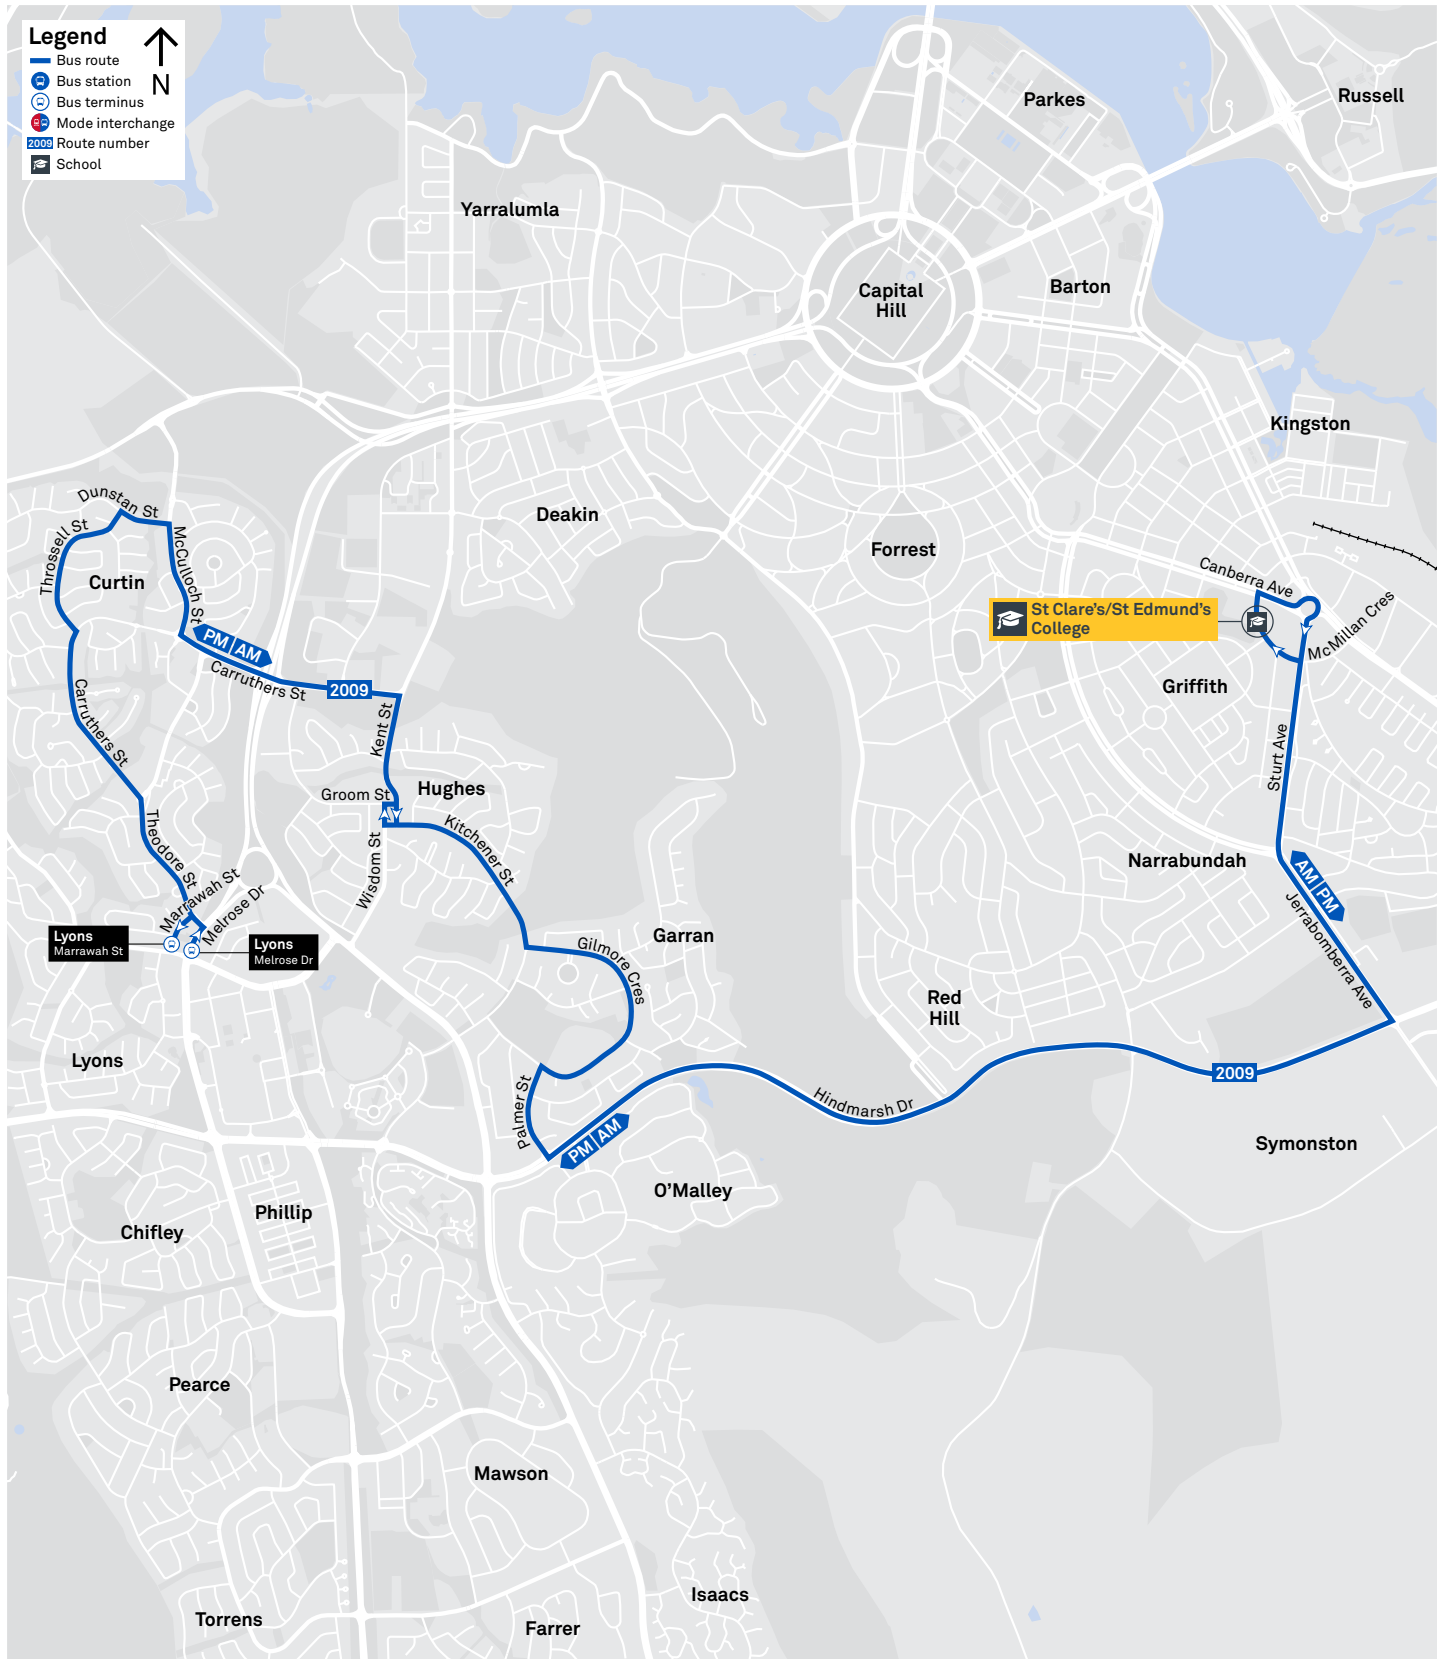 Legend
N
Bus route
Bus station
Bus terminus
Mode interchange
2009 Route number
School
Parkes
Russell
Yarralumla
Capital
Hill
Barton
Kingston
Deakin
Forrest
Dunstan St
Throssell St
McCulloch St
Curtin
PM AM
Carruthers St
2009
Kent St
Carruthers St
Groom St
Hughes
Kitchener St
Wisdom St
Theodore St
Marrawah St
Melrose Dr
Lyons
Marrawah St
Lyons
Melrose Dr
Canberra Ave
St Clare's/St Edmund's
College
McMillan Cres
Griffith
Sturt Ave
Narrabundah
AM PM
Jerrabomberra Ave
Garran
Gilmore Cres
Red
Hill
Lyons
Palmer St
PM AM
Hindmarsh Dr
2009
Symonston
O'Malley
Phillip
Chifley
Pearce
Mawson
Isaacs
Torrens
Farrer